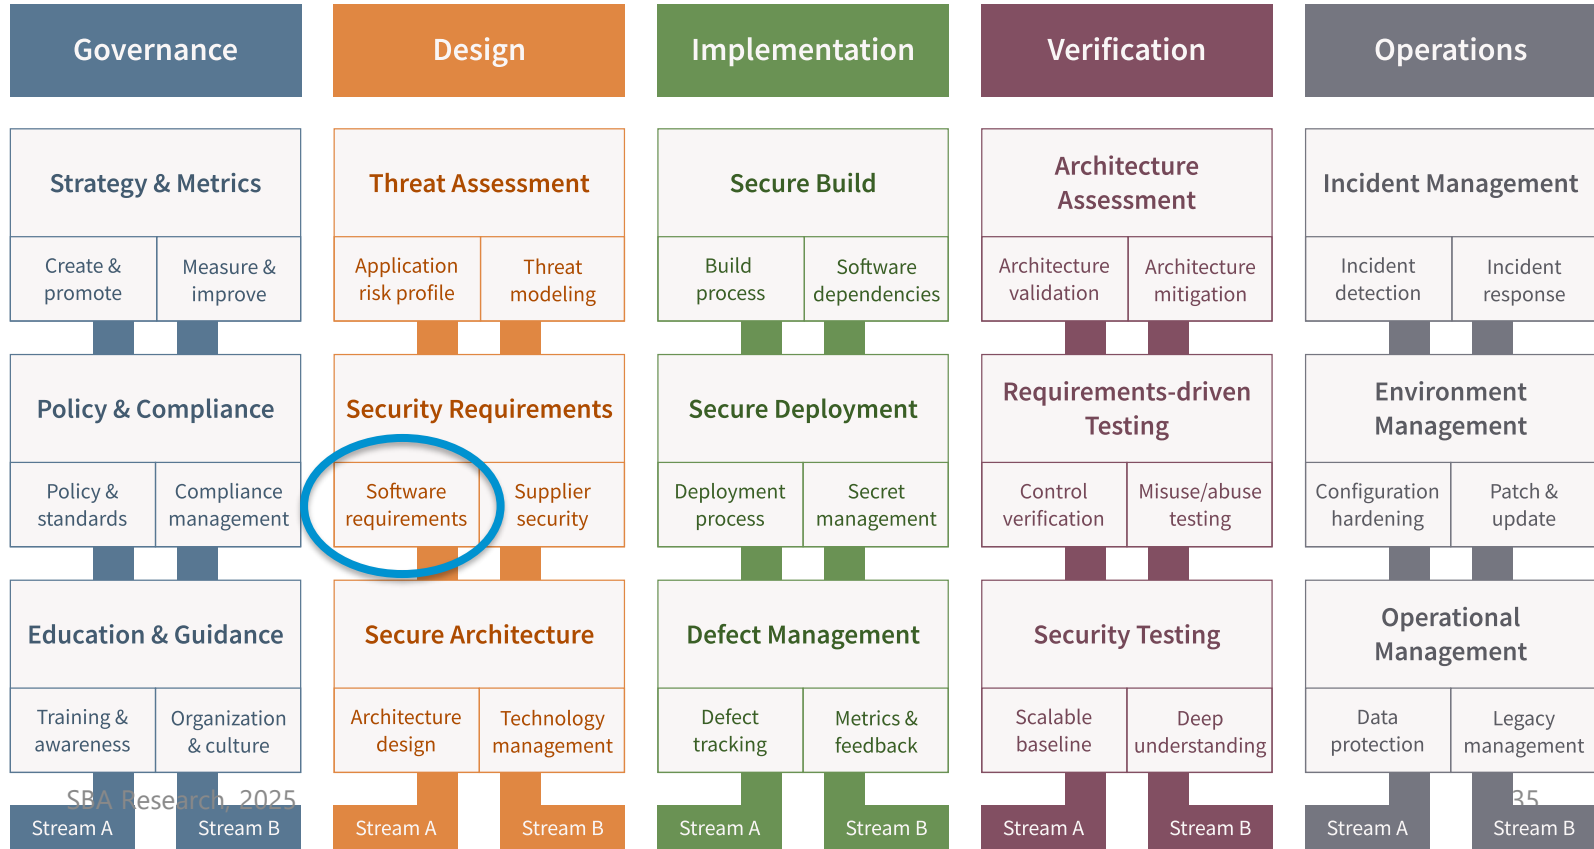 Governance
Design
Implementation
Verification
Operations
Strategy & Metrics
Threat Assessment
Secure Build
Architecture
Assessment
Incident Management
Create &
promote
Measure &
improve
Application
risk profile
Threat
modeling
Build
process
Software
dependencies
Architecture
validation
Architecture
mitigation
Incident
detection
Incident
response
Policy & Compliance
Security Requirements
Secure Deployment
Requirements-driven
Testing
Environment
Management
Policy &
standards
Compliance
management
Software
requirements
Supplier
security
Deployment
process
Secret
management
Control
verification
Misuse/abuse
testing
Configuration
hardening
Patch &
update
Education & Guidance
Secure Architecture
Defect Management
Security Testing
Operational
Management
Training &
awareness
Organization
& culture
Architecture
design
Technology
management
Defect
tracking
Metrics &
feedback
Scalable
baseline
Deep
understanding
Data
protection
Legacy
management
SBA Research, 2025
35
Stream A
Stream B
Stream A
Stream B
Stream A
Stream B
Stream A
Stream B
Stream A
Stream B